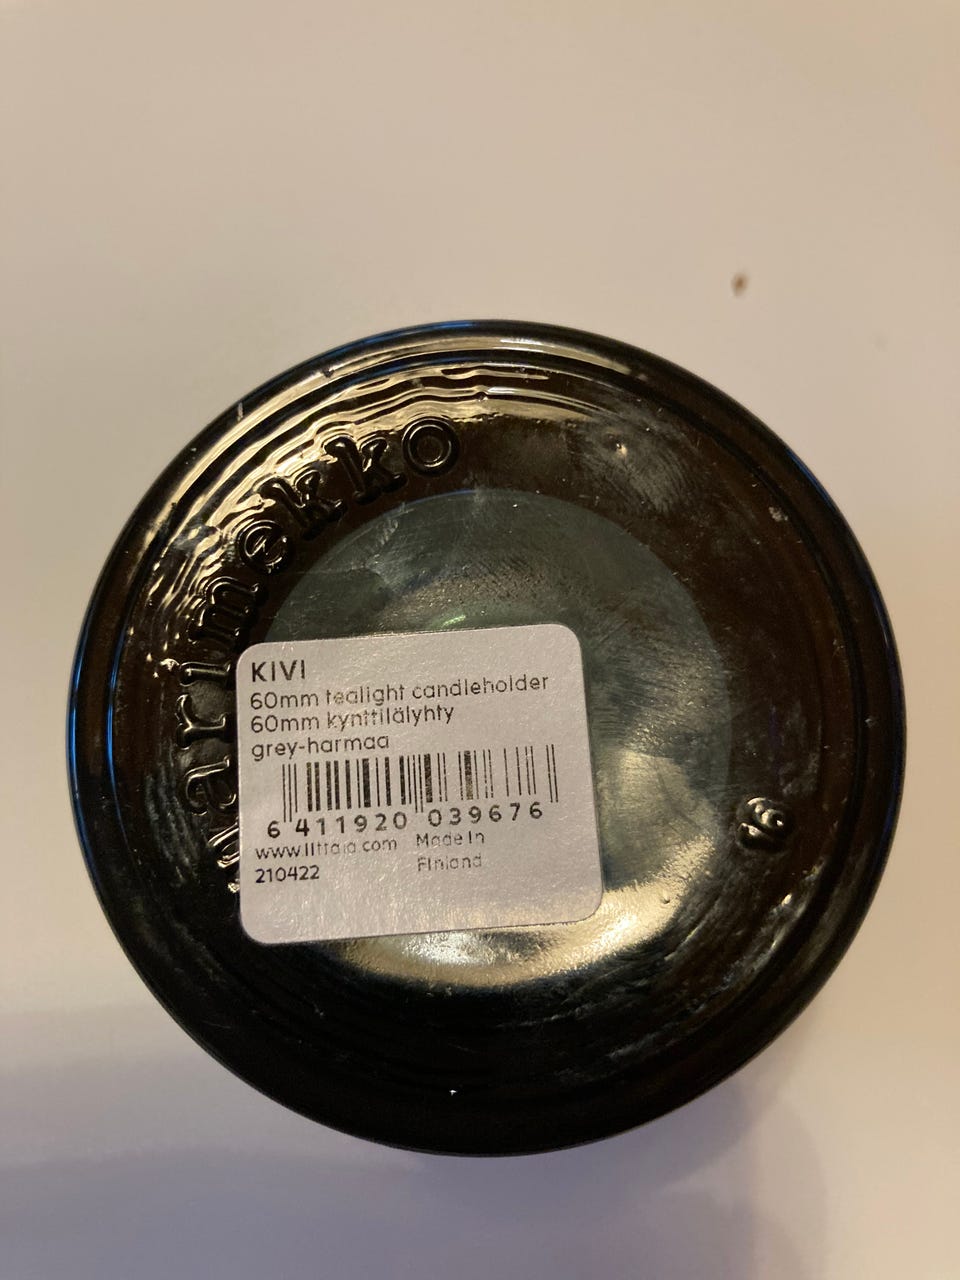 marimekko
KIVI
60mm tealight candleholder
60mm kynttilälyhty
grey-harmaa
6 411920 039676
www.iittala.com Made in
210422 Finland
16